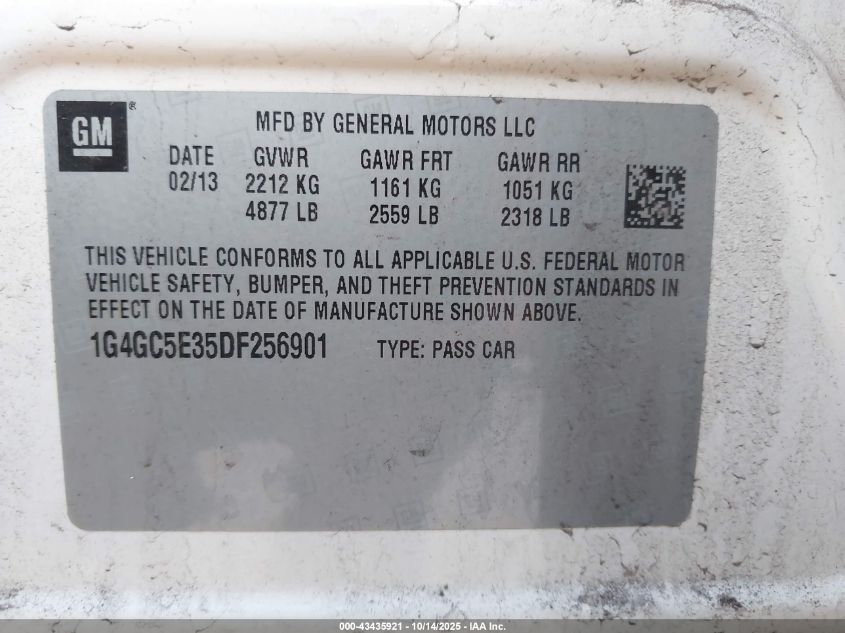 GM ®
MFD BY GENERAL MOTORS LLC
DATE GVWR GAWR FRT GAWR RR
02/13 2212 KG 1161 KG 1051 KG
4877 LB 2559 LB 2318 LB
THIS VEHICLE CONFORMS TO ALL APPLICABLE U.S. FEDERAL MOTOR
VEHICLE SAFETY, BUMPER, AND THEFT PREVENTION STANDARDS IN
EFFECT ON THE DATE OF MANUFACTURE SHOWN ABOVE.
1G4GC5E35DF256901 TYPE: PASS CAR
000-43435921 - 10/14/2025 - IAA Inc.